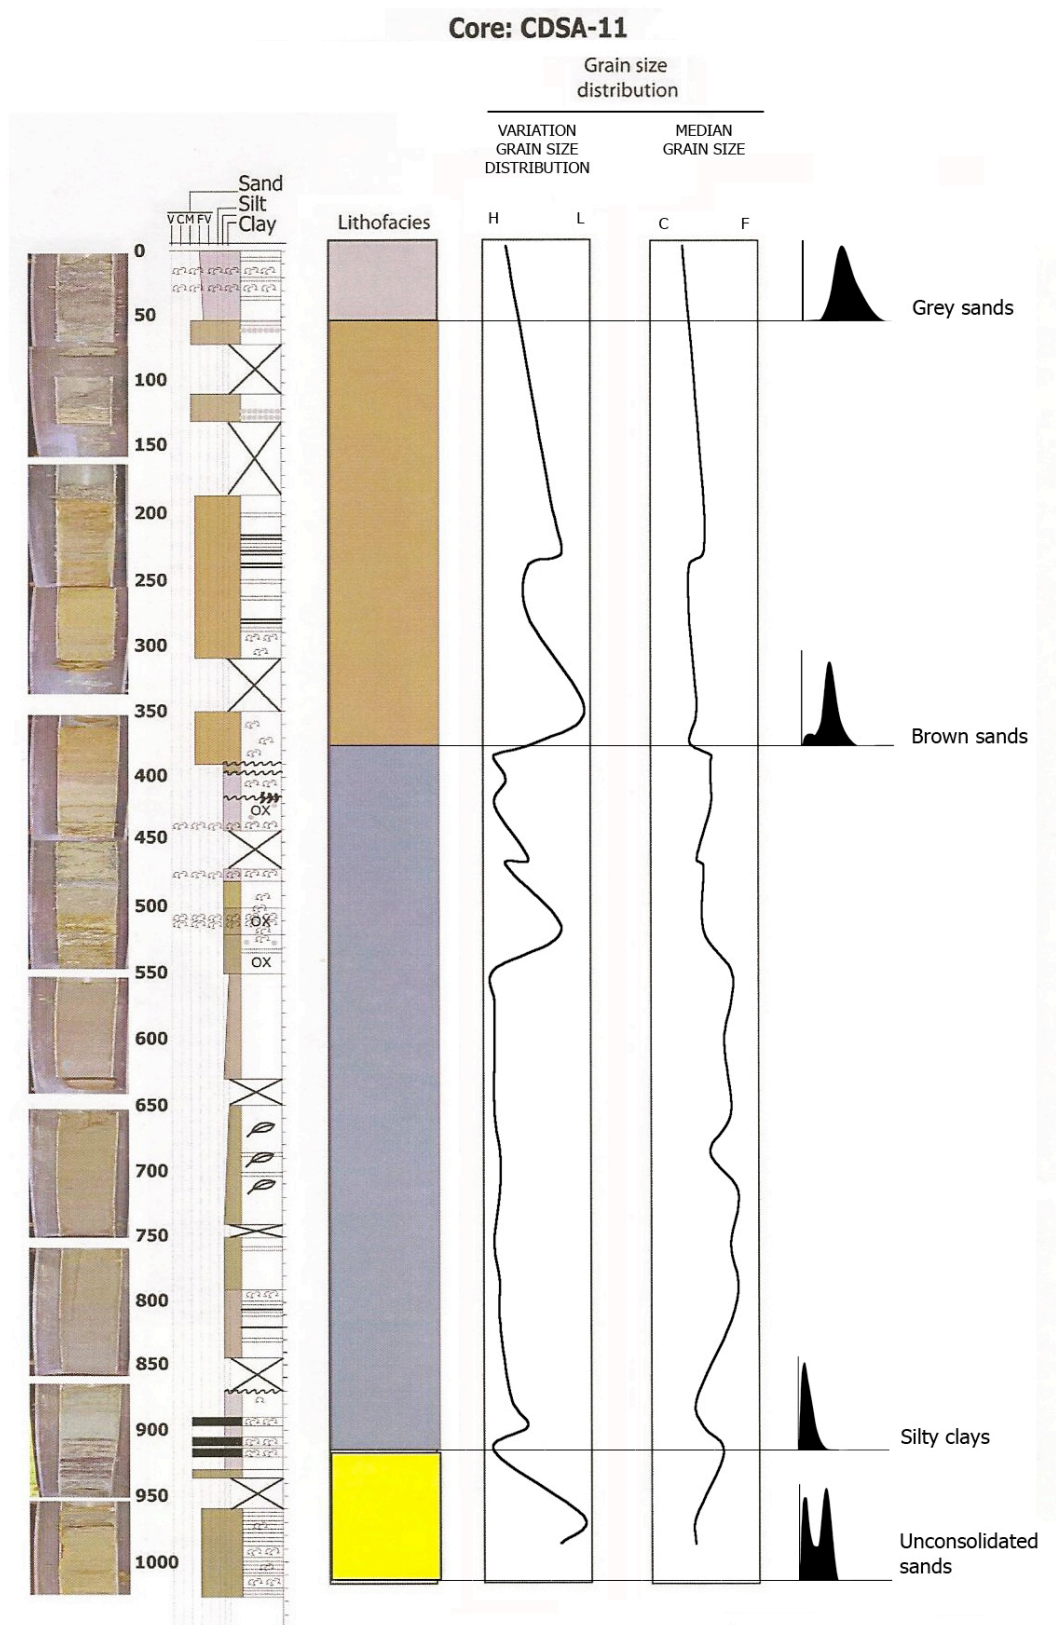 Core: CDSA-11
Grain size
distribution
VARIATION
GRAIN SIZE
DISTRIBUTION
MEDIAN
GRAIN SIZE
Sand
Silt
Clay
V C M F V
Lithofacies
H L
C F
0
50
100
150
200
250
300
350
400
450
500
550
600
650
700
750
800
850
900
950
1000
OX
OX
OX
Grey sands
Brown sands
Silty clays
Unconsolidated
sands